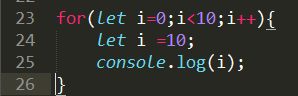 23 for(let i=0;i<10;i++){
24     let i =10;
25     console.log(i);
26 }